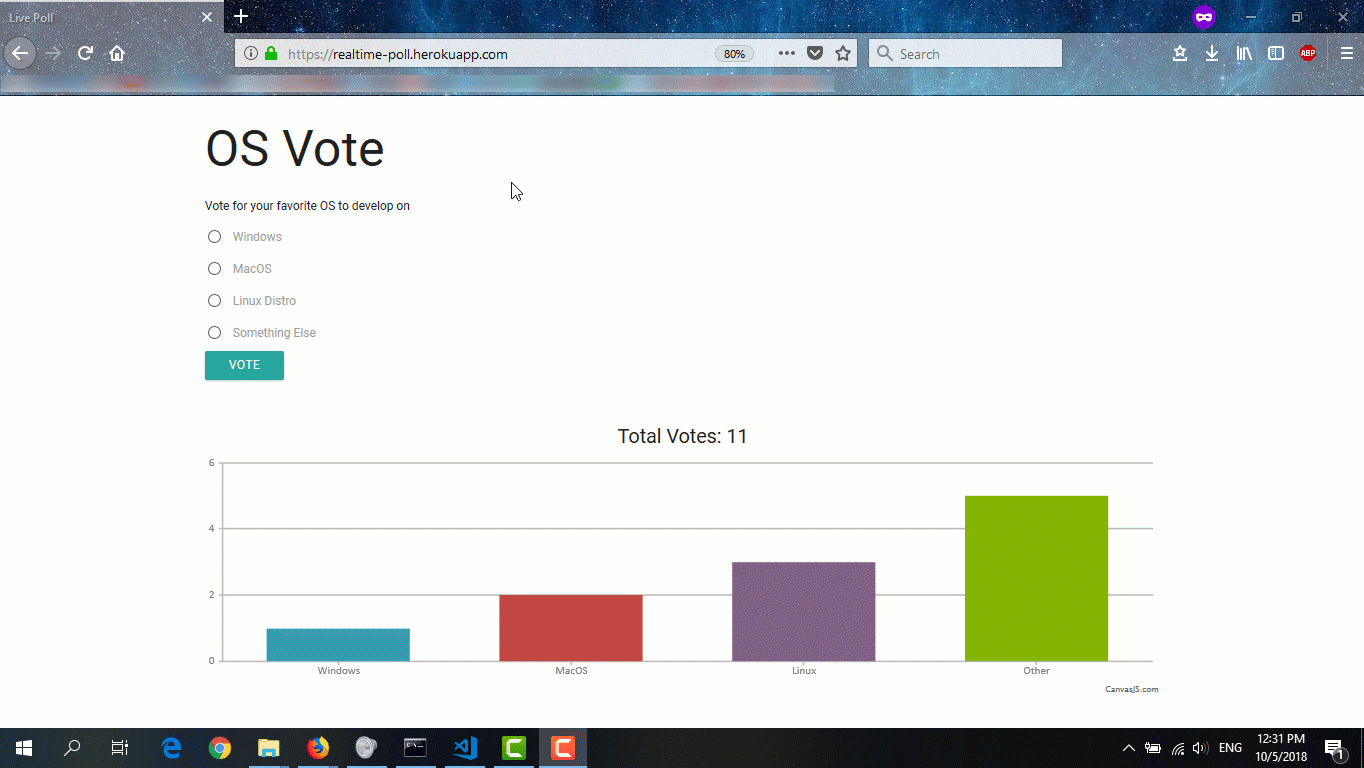 Live Poll
https://realtime-poll.herokuapp.com
80%
Search
ABP
OS Vote
Vote for your favorite OS to develop on
Windows
MacOS
Linux Distro
Something Else
VOTE
Total Votes: 11
6
4
2
0
Windows
MacOS
Linux
Other
CanvasJS.com
ENG
12:31 PM
10/5/2018
1